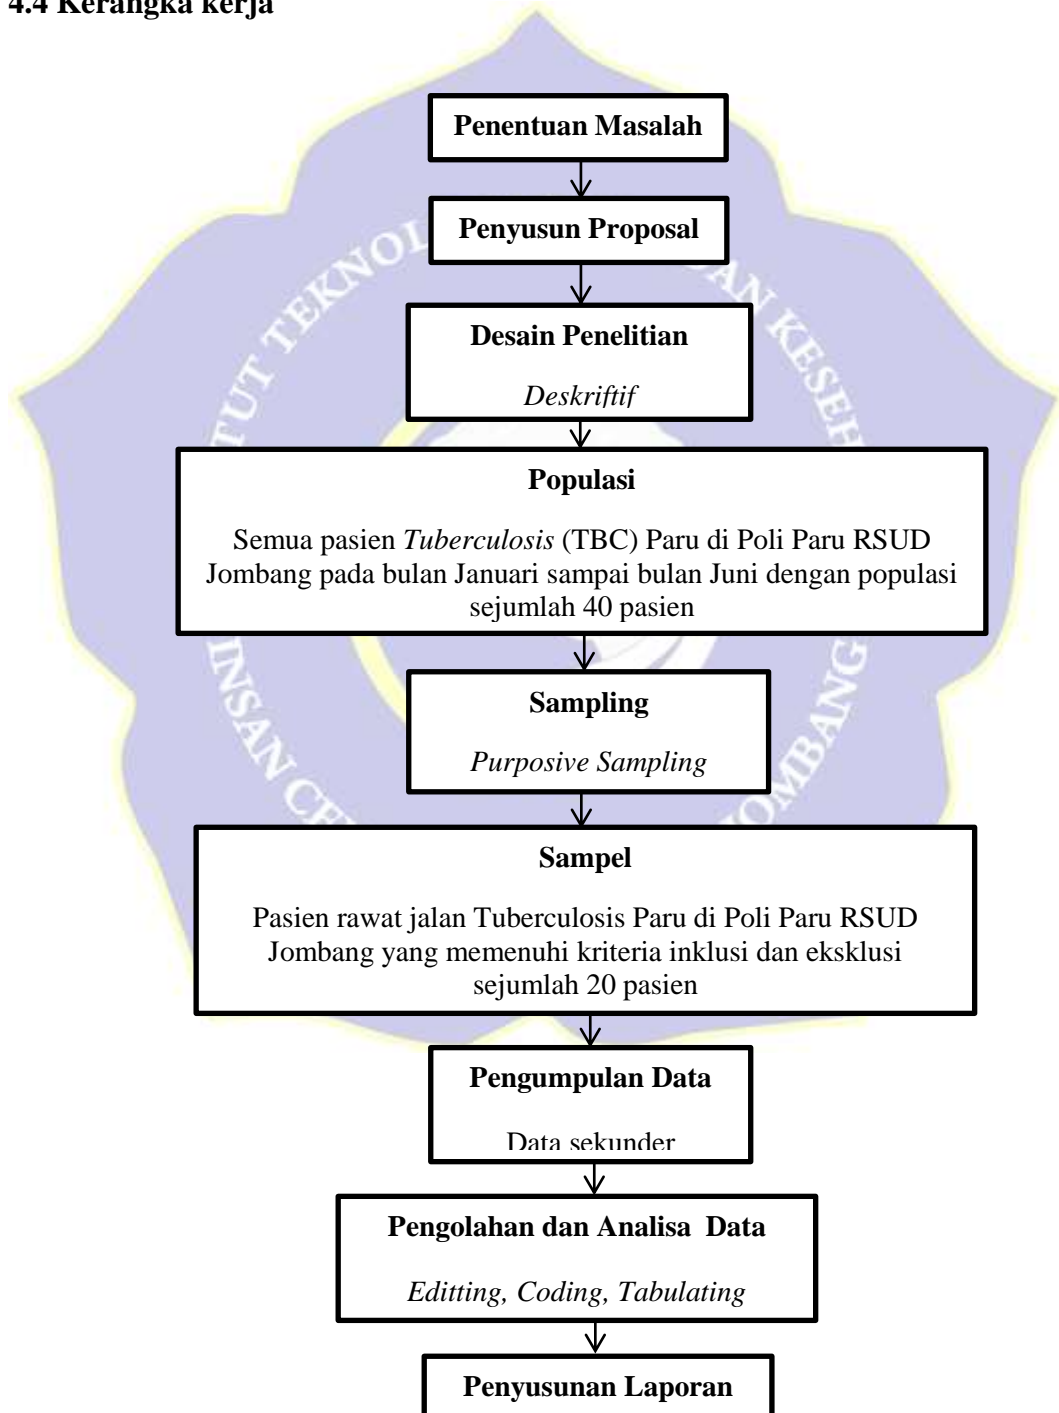 4.4 Kerangka kerja
Penentuan Masalah
Penyusun Proposal
Desain Penelitian
Deskriftif
Populasi
Semua pasien Tuberculosis (TBC) Paru di Poli Paru RSUD
Jombang pada bulan Januari sampai bulan Juni dengan populasi
sejumlah 40 pasien
Sampling
Purposive Sampling
Sampel
Pasien rawat jalan Tuberculosis Paru di Poli Paru RSUD
Jombang yang memenuhi kriteria inklusi dan eksklusi
sejumlah 20 pasien
Pengumpulan Data
Data sekunder
Pengolahan dan Analisa  Data
Editting, Coding, Tabulating
Penyusunan Laporan
INSAN
JOMBANG